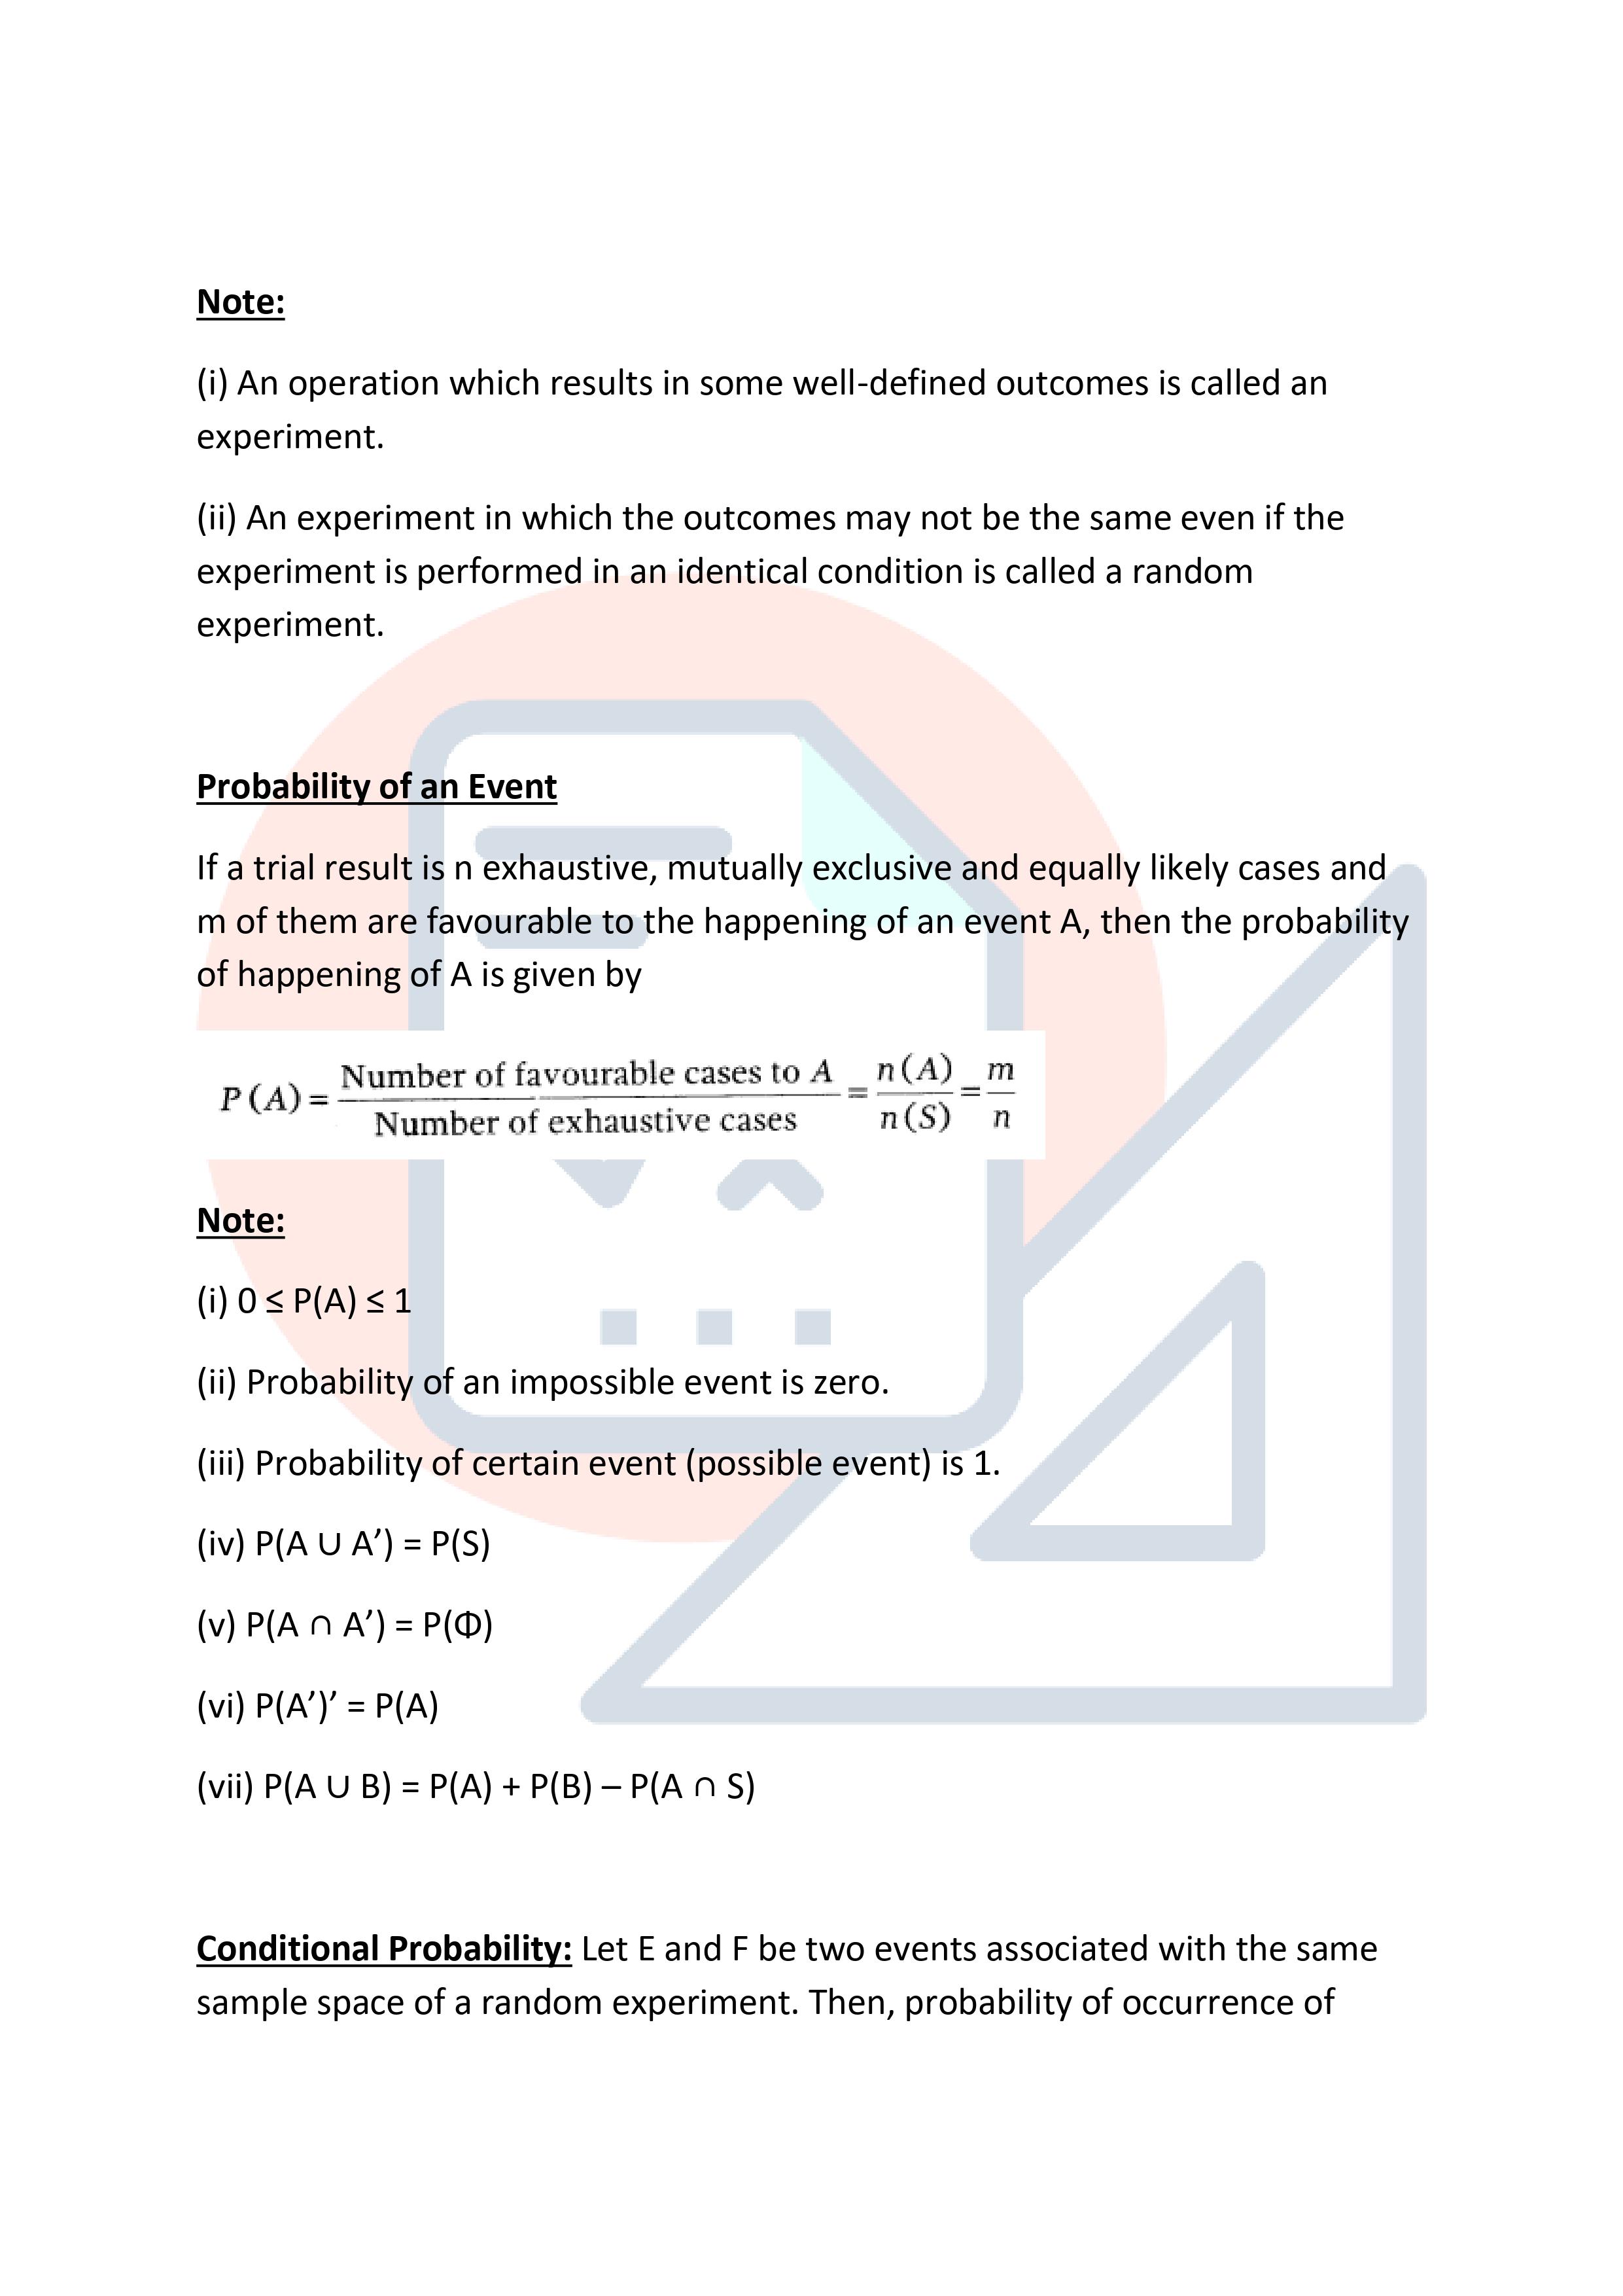 Note:
(i) An operation which results in some well-defined outcomes is called an
experiment.
(ii) An experiment in which the outcomes may not be the same even if the
experiment is performed in an identical condition is called a random
experiment.
Probability of an Event
If a trial result is n exhaustive, mutually exclusive and equally likely cases and
m of them are favourable to the happening of an event A, then the probability
of happening of A is given by
P (A) = Number of favourable cases to A / Number of exhaustive cases = n (A) / n (S) = m / n
Note:
(i) 0 ≤ P(A) ≤ 1
(ii) Probability of an impossible event is zero.
(iii) Probability of certain event (possible event) is 1.
(iv) P(A ∪ A’) = P(S)
(v) P(A ∩ A’) = P(Φ)
(vi) P(A’)’ = P(A)
(vii) P(A ∪ B) = P(A) + P(B) – P(A ∩ S)
Conditional Probability: Let E and F be two events associated with the same
sample space of a random experiment. Then, probability of occurrence of